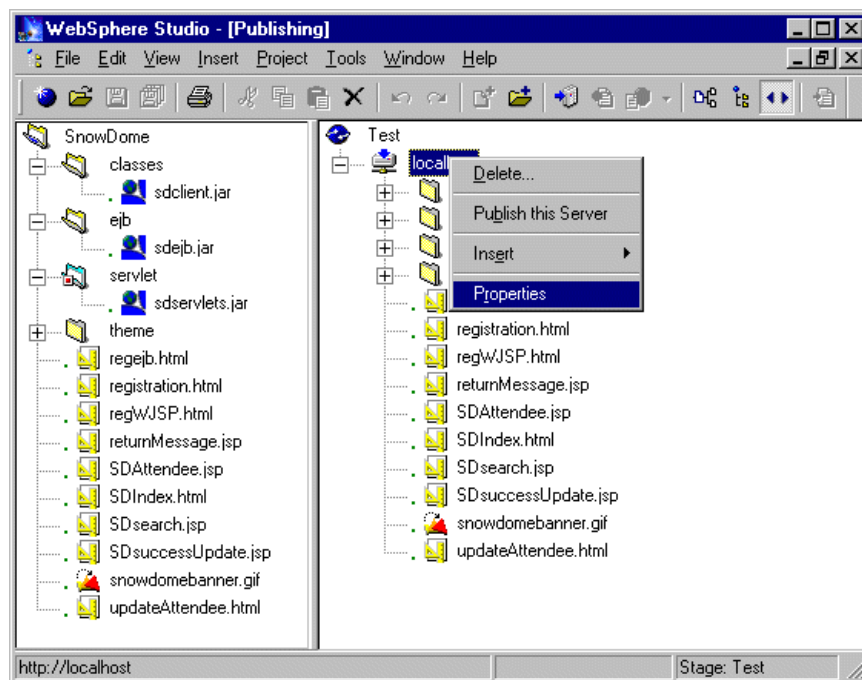 WebSphere Studio - [Publishing]
File Edit View Insert Project Tools Window Help
SnowDome
classes
sdclient.jar
ejb
sdejb.jar
servlet
sdservlets.jar
theme
regejb.html
registration.html
regWJSP.html
returnMessage.jsp
SDAttendee.jsp
SDIndex.html
SDsearch.jsp
SDsuccessUpdate.jsp
snowdomebanner.gif
updateAttendee.html
Test
Delete...
Publish this Server
Insert
Properties
registration.html
regWJSP.html
returnMessage.jsp
SDAttendee.jsp
SDIndex.html
SDsearch.jsp
SDsuccessUpdate.jsp
snowdomebanner.gif
updateAttendee.html
http://localhost
Stage: Test